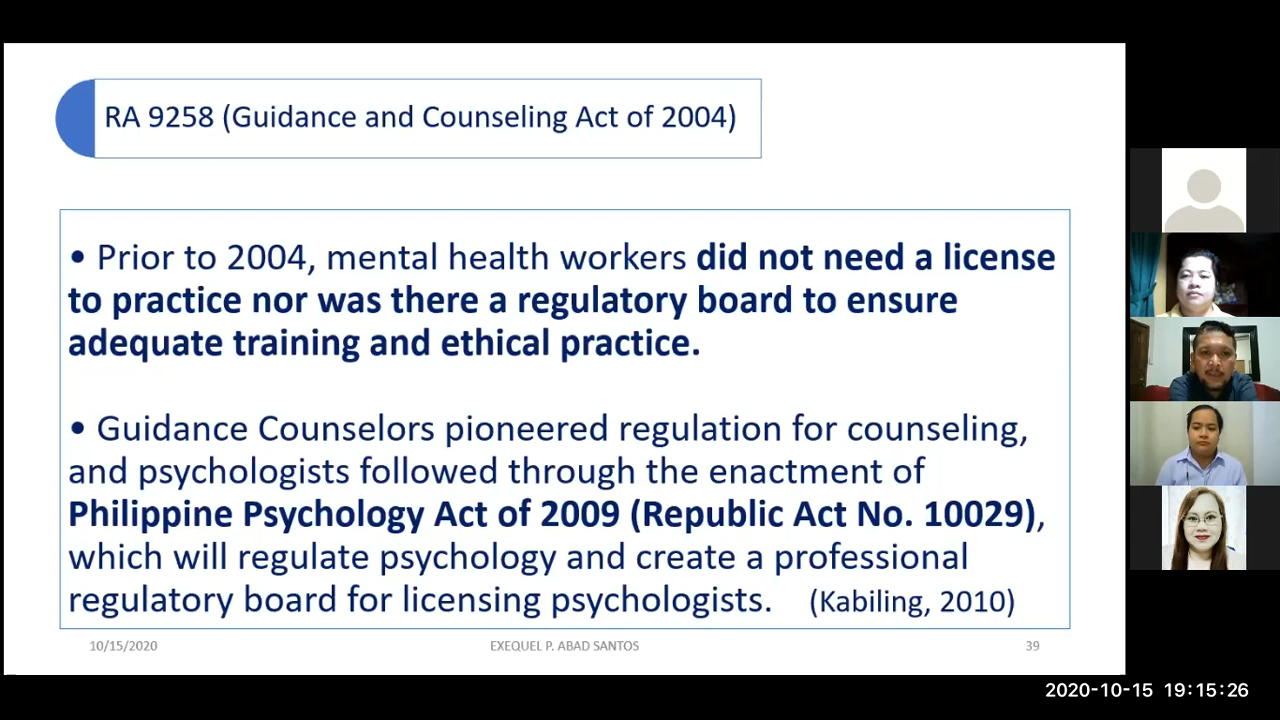 RA 9258 (Guidance and Counseling Act of 2004)
• Prior to 2004, mental health workers did not need a license
to practice nor was there a regulatory board to ensure
adequate training and ethical practice.
• Guidance Counselors pioneered regulation for counseling,
and psychologists followed through the enactment of
Philippine Psychology Act of 2009 (Republic Act No. 10029),
which will regulate psychology and create a professional
regulatory board for licensing psychologists. (Kabiling, 2010)
10/15/2020 EXEQUEL P. ABAD SANTOS 39
2020-10-15 19:15:26